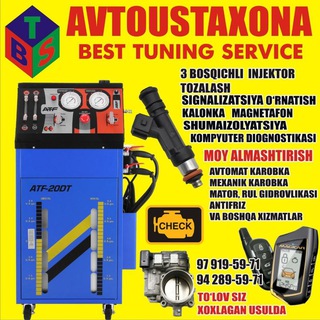 TBS
AVTOUSTAXONA
BEST TUNING SERVICE
3 BOSQICHLI INJEKTOR
TOZALASH
SIGNALIZATSIYA O'RNATISH
KALONKA MAGNETAFON
SHUMAIZOLYATSIYA
KOMPYUTER DIOGNOSTIKASI
MOY ALMASHTIRISH
AVTOMAT KAROBKA
MEXANIK KAROBKA
MATOR, RUL GIDROVLIKASI
ANTIFRIZ
VA BOSHQA XIZMATLAR
ATF-20DT
CHECK
97 919-59-71
94 289-59-71
TO'LOV SIZ
XOXLAGAN USULDA